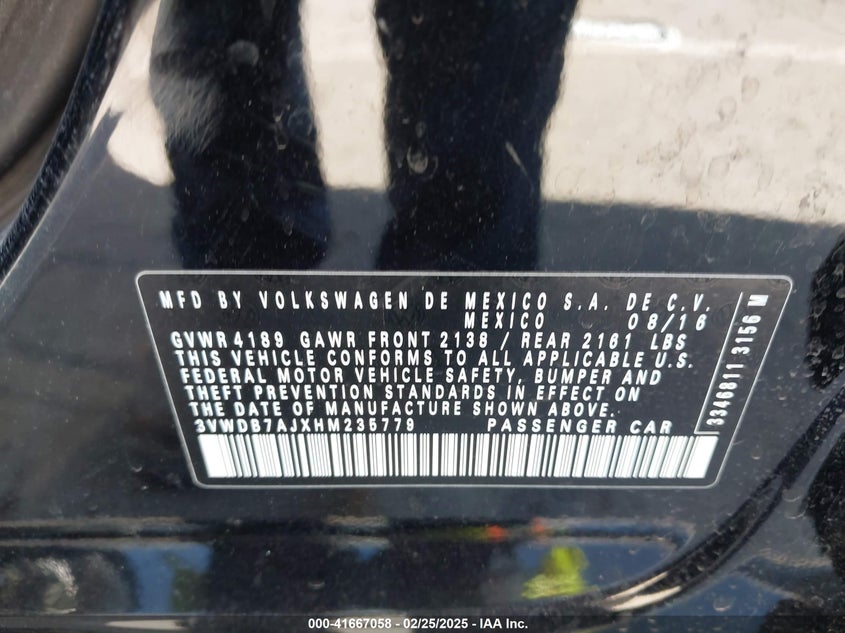 MFD BY VOLKSWAGEN DE MEXICO S.A. DE C.V.
MEXICO 08/16
GVWR 4189 GAWR FRONT 2138 / REAR 2161 LBS
THIS VEHICLE CONFORMS TO ALL APPLICABLE U.S.
FEDERAL MOTOR VEHICLE SAFETY, BUMPER AND
THEFT PREVENTION STANDARDS IN EFFECT ON
THE DATE OF MANUFACTURE SHOWN ABOVE.
3VWDB7AJXHM235779 PASSENGER CAR
3346811 3156 M
000-41667058 - 02/25/2025 - IAA Inc.